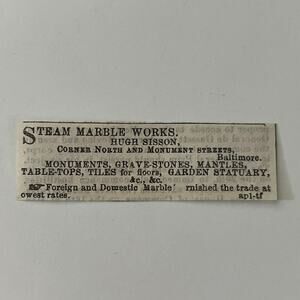 STEAM MARBLE WORKS.
HUGH SISSON,
CORNER NORTH AND MONUMENT STREETS,
Baltimore.
MONUMENTS, GRAVE-STONES, MANTLES,
TABLE-TOPS, TILES for floors, GARDEN STATUARY,
&c., &c.
☞ Foreign and Domestic Marble rnished the trade at
owest rates. ap1-tf